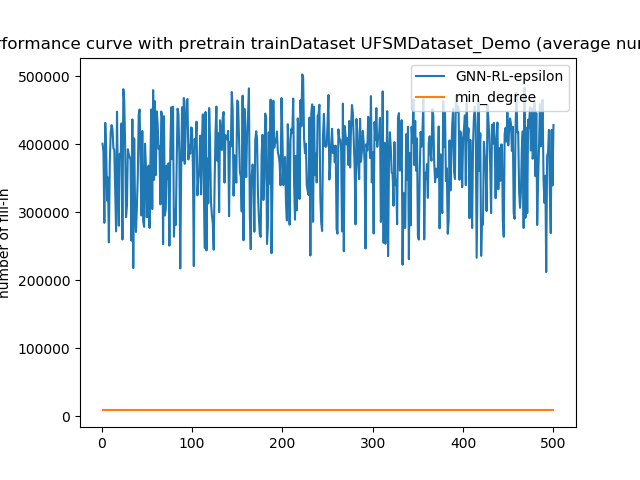 rformance curve with pretrain trainDataset UFSMDataset_Demo (average num
GNN-RL-epsilon
min_degree
number of fill-in
500000
400000
300000
200000
100000
0
0 100 200 300 400 500